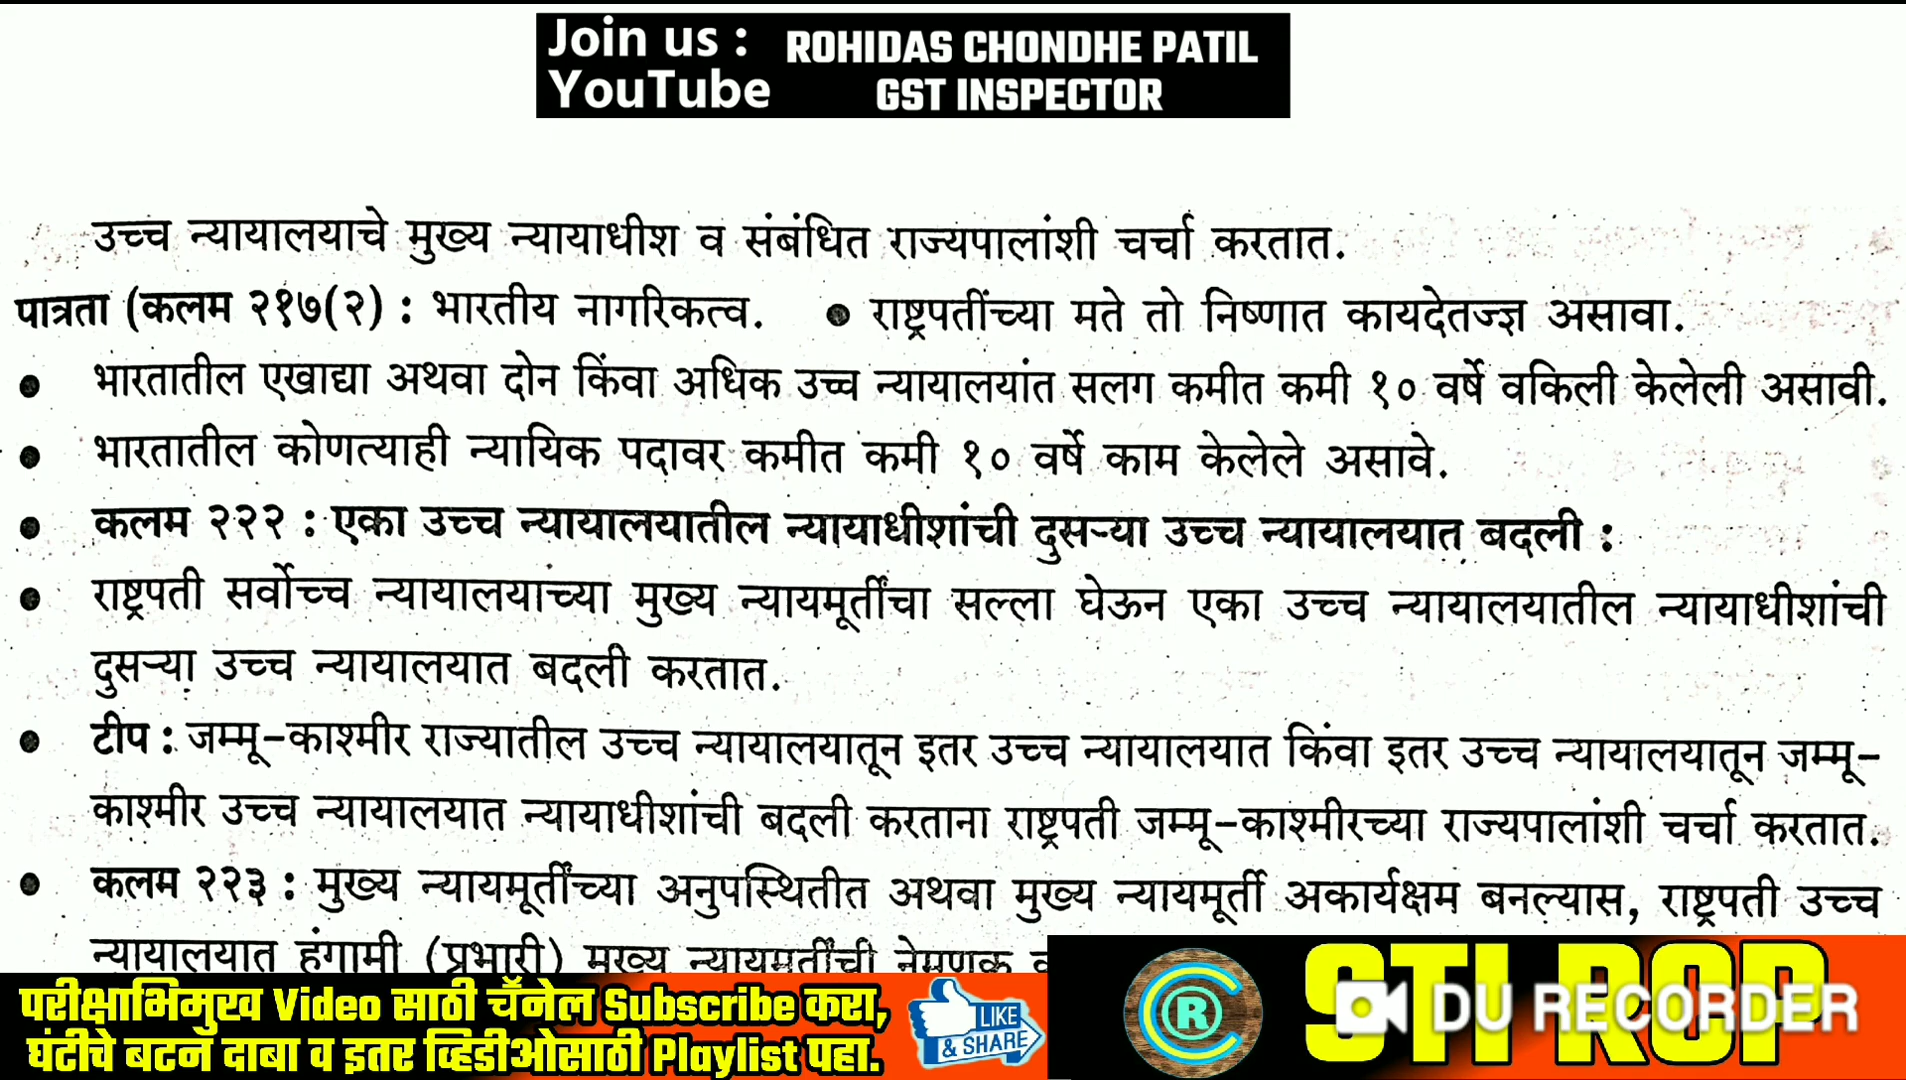 Join us :
YouTube
ROHIDAS CHONDHE PATIL
GST INSPECTOR
उच्च न्यायालयाचे मुख्य न्यायाधीश व संबंधित राज्यपालांशी चर्चा करतात.
पात्रता (कलम २१७(२) : भारतीय नागरिकत्व. ● राष्ट्रपतींच्या मते तो निष्णात कायदेतज्ज्ञ असावा.
● भारतातील एखाद्या अथवा दोन किंवा अधिक उच्च न्यायालयांत सलग कमीत कमी १० वर्षे वकिली केलेली असावी.
● भारतातील कोणत्याही न्यायिक पदावर कमीत कमी १० वर्षे काम केलेले असावे.
● कलम २२२ : एका उच्च न्यायालयातील न्यायाधीशांची दुसऱ्या उच्च न्यायालयात बदली :
● राष्ट्रपती सर्वोच्च न्यायालयाच्या मुख्य न्यायमूर्तींचा सल्ला घेऊन एका उच्च न्यायालयातील न्यायाधीशांची
दुसऱ्या उच्च न्यायालयात बदली करतात.
● टीप : जम्मू-काश्मीर राज्यातील उच्च न्यायालयातून इतर उच्च न्यायालयात किंवा इतर उच्च न्यायालयातून जम्मू-
काश्मीर उच्च न्यायालयात न्यायाधीशांची बदली करताना राष्ट्रपती जम्मू-काश्मीरच्या राज्यपालांशी चर्चा करतात.
● कलम २२३ : मुख्य न्यायमूर्तींच्या अनुपस्थितीत अथवा मुख्य न्यायमूर्ती अकार्यक्षम बनल्यास, राष्ट्रपती उच्च
न्यायालयात हंगामी (प्रभारी) मुख्य न्यायमूर्तींची नेमणूक
परीक्षाभिमुख Video साठी चॅनेल Subscribe करा,
घंटीचे बटन दाबा व इतर व्हिडीओसाठी Playlist पहा.
LIKE
& SHARE
CR
STI ROP
DU RECORDER